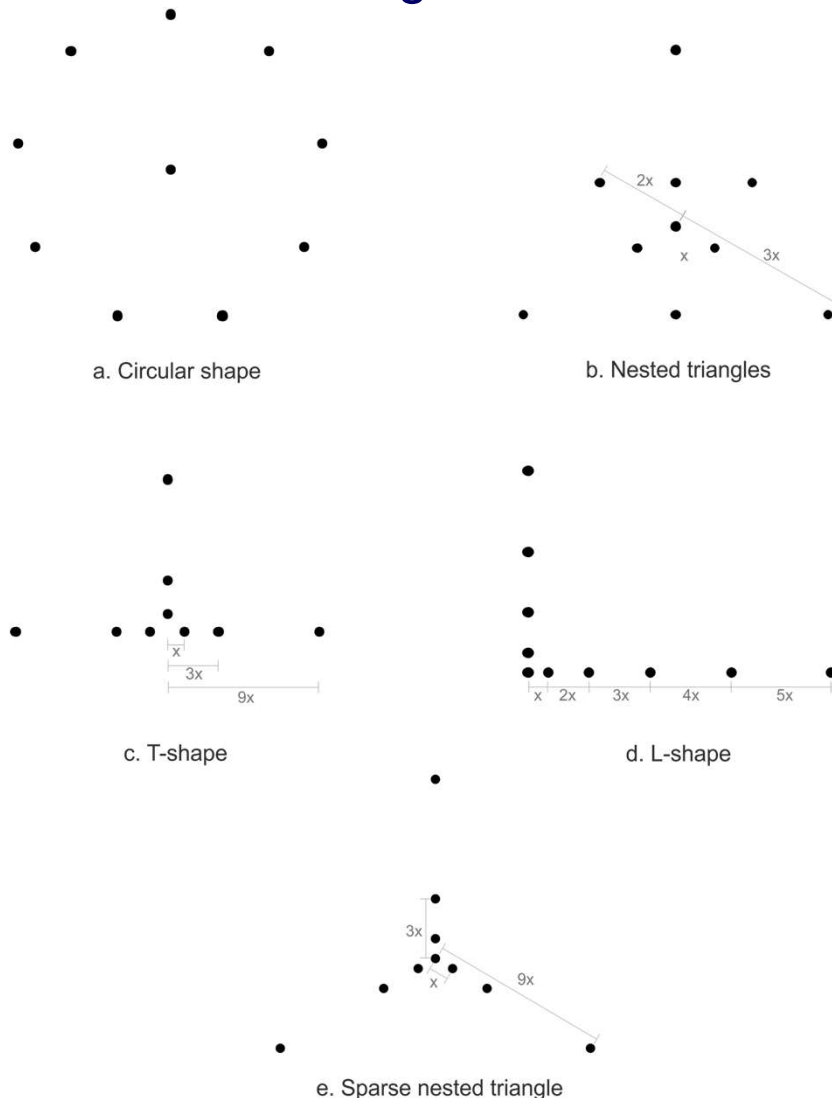 2x
x
3x
a. Circular shape
b. Nested triangles
x
3x
9x
x 2x 3x 4x 5x
c. T-shape
d. L-shape
3x
x
9x
e. Sparse nested triangle